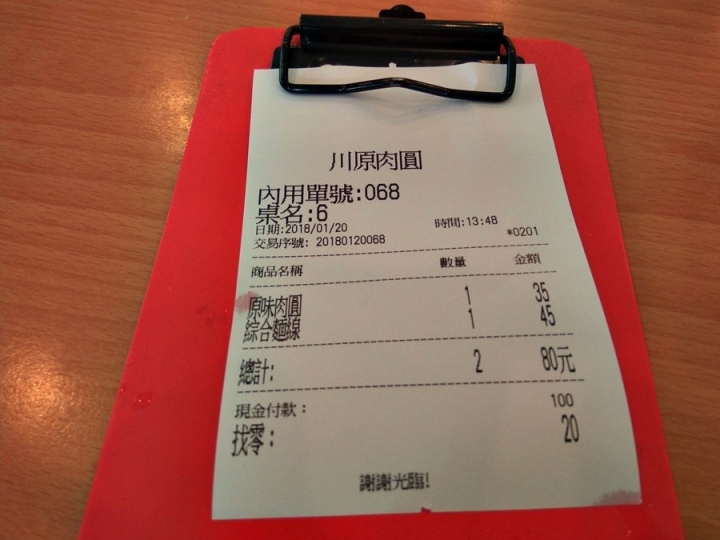 川原肉圓
內用單號:068
桌名:6
日期:2018/01/20 時間:13:48
交易序號: 20180120068 *0201
商品名稱 數量 金額
原味肉圓 1 35
綜合麵線 1 45
總計: 2 80元
現金付款: 100
找零: 20
謝謝光臨!